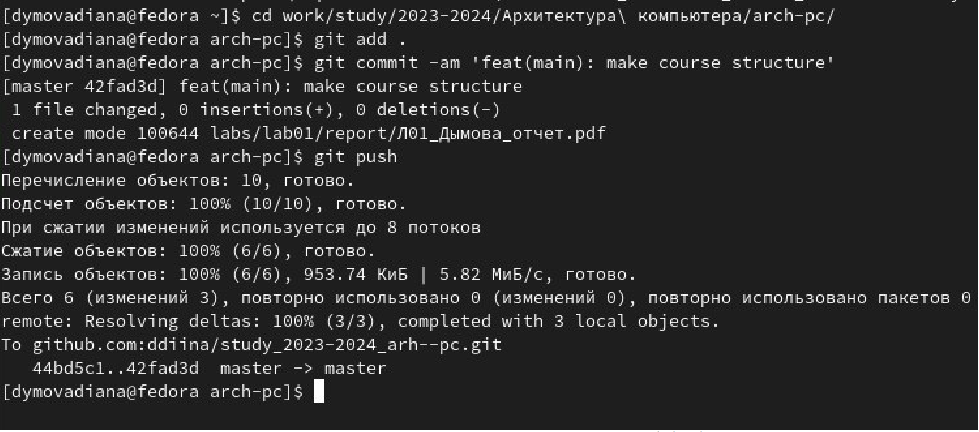 [dymovadiana@fedora ~]$ cd work/study/2023-2024/Архитектура\ компьютера/arch-pc/
[dymovadiana@fedora arch-pc]$ git add .
[dymovadiana@fedora arch-pc]$ git commit -am 'feat(main): make course structure'
[master 42fad3d] feat(main): make course structure
 1 file changed, 0 insertions(+), 0 deletions(-)
 create mode 100644 labs/lab01/report/Л01_Дымова_отчет.pdf
[dymovadiana@fedora arch-pc]$ git push
Перечисление объектов: 10, готово.
Подсчет объектов: 100% (10/10), готово.
При сжатии изменений используется до 8 потоков
Сжатие объектов: 100% (6/6), готово.
Запись объектов: 100% (6/6), 953.74 КиБ | 5.82 МиБ/с, готово.
Всего 6 (изменений 3), повторно использовано 0 (изменений 0), повторно использовано пакетов 0
remote: Resolving deltas: 100% (3/3), completed with 3 local objects.
To github.com:ddiina/study_2023-2024_arh--pc.git
   44bd5c1..42fad3d  master -> master
[dymovadiana@fedora arch-pc]$